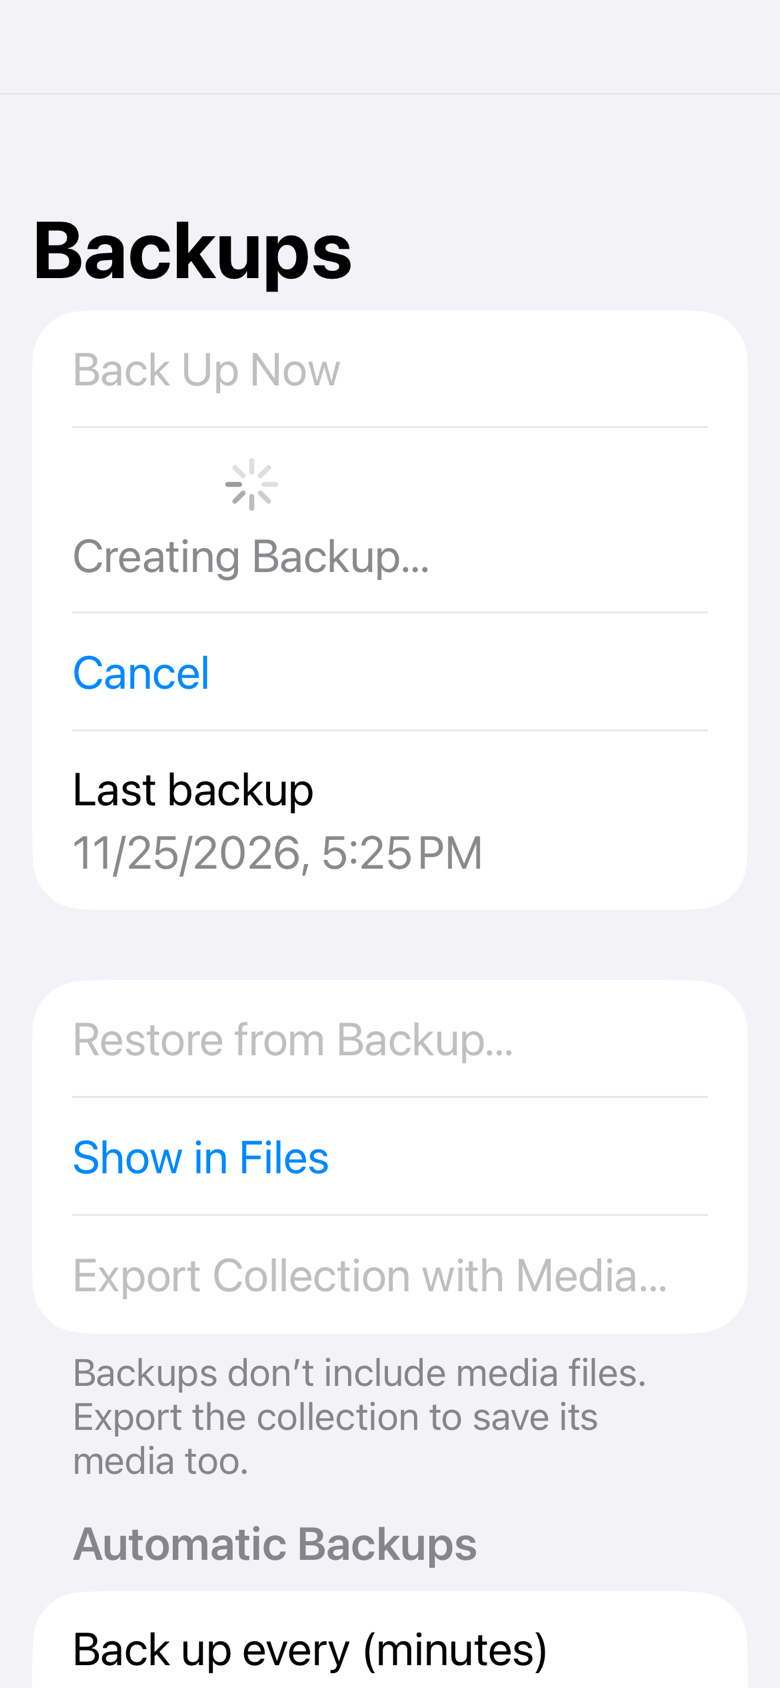 Backups
Back Up Now
Creating Backup...
Cancel
Last backup
11/25/2026, 5:25 PM
Restore from Backup...
Show in Files
Export Collection with Media...
Backups don’t include media files.
Export the collection to save its
media too.
Automatic Backups
Back up every (minutes)